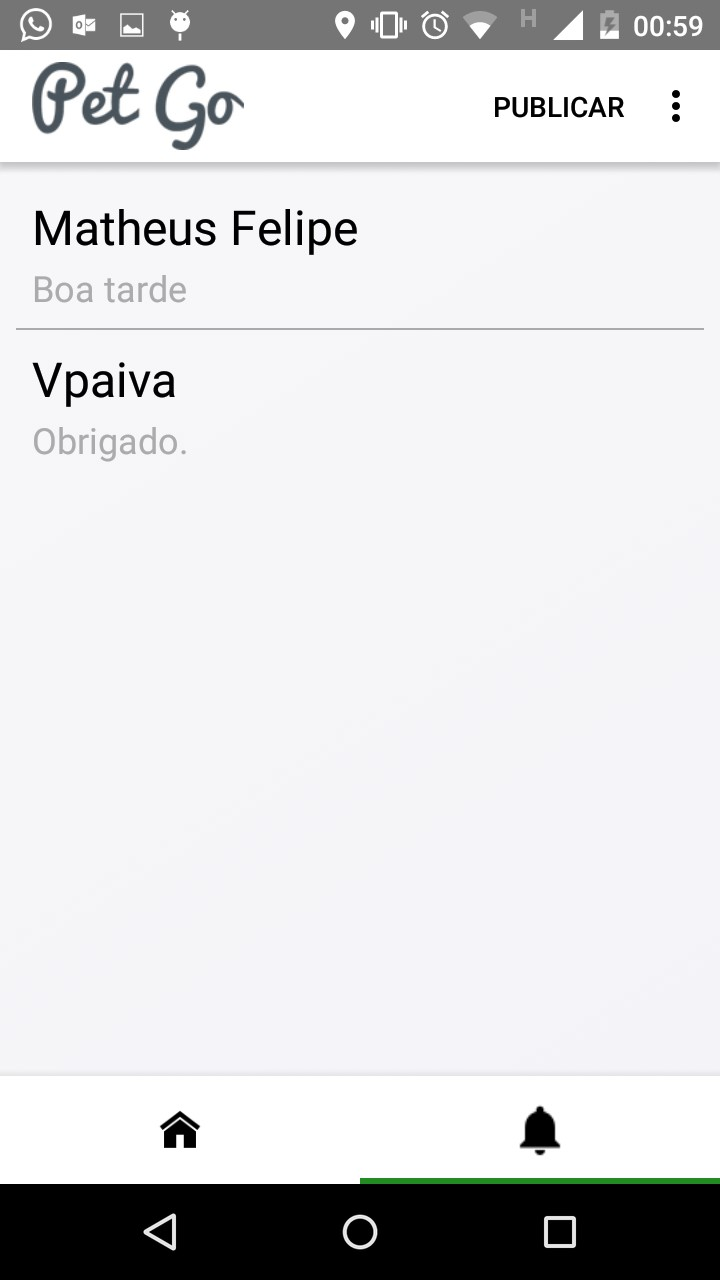 H 00:59
Pet Go PUBLICAR
Matheus Felipe
Boa tarde
Vpaiva
Obrigado.